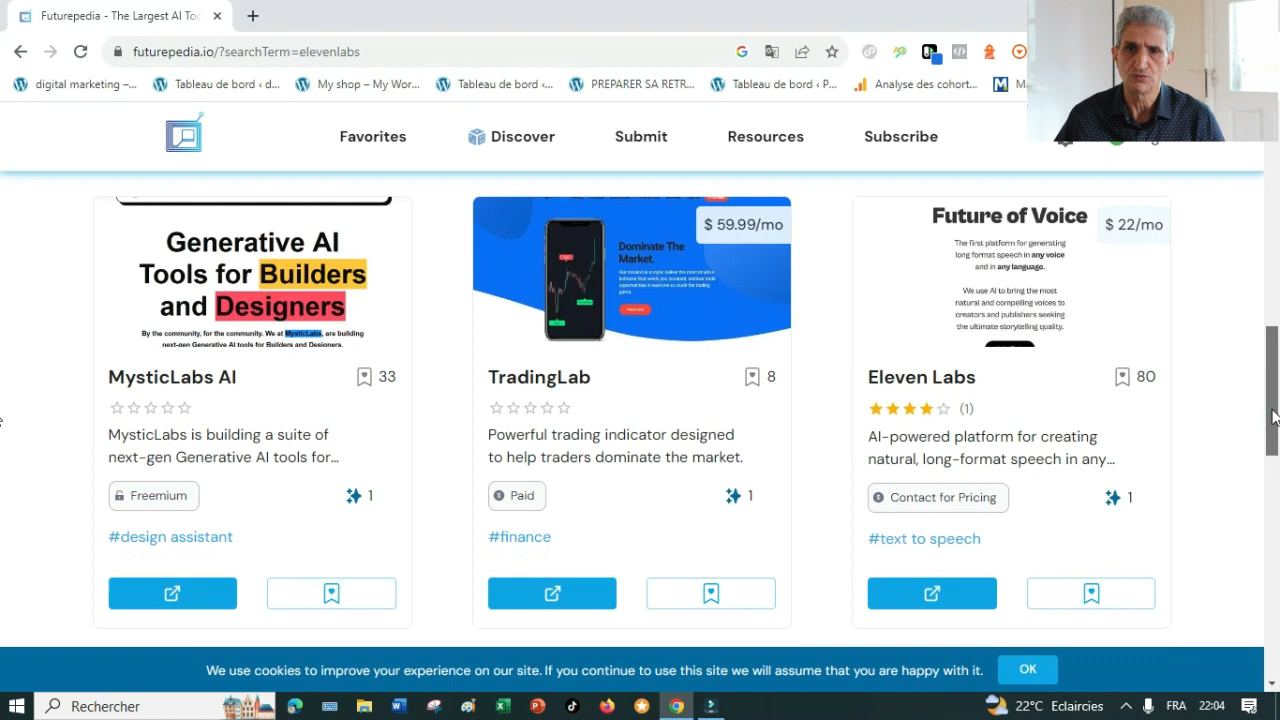 Futurepedia - The Largest AI Too
futurepedia.io/?searchTerm=elevenlabs
digital marketing –...
Tableau de bord ‹ d...
My shop – My Wor...
Tableau de bord ‹...
PREPARER SA RETR...
Tableau de bord ‹ P...
Analyse des cohort...
Favorites
Discover
Submit
Resources
Subscribe
Generative AI
Tools for Builders
and Designers
By the community, for the community. We at MysticLabs, are building
next-gen Generative AI tools for Builders and Designers.
MysticLabs AI
33
MysticLabs is building a suite of
next-gen Generative AI tools for...
Freemium
1
#design assistant
$ 59.99/mo
Dominate The
Market.
TradingLab
8
Powerful trading indicator designed
to help traders dominate the market.
Paid
1
#finance
Future of Voice
$ 22/mo
The first platform for generating
long format speech in any voice
and in any language.
We use AI to bring the most
natural and compelling voices to
creators and publishers seeking
the ultimate storytelling quality.
Eleven Labs
80
(1)
AI-powered platform for creating
natural, long-format speech in any...
Contact for Pricing
1
#text to speech
We use cookies to improve your experience on our site. If you continue to use this site we will assume that you are happy with it.
OK
Rechercher
22°C Eclaircies
FRA
22:04